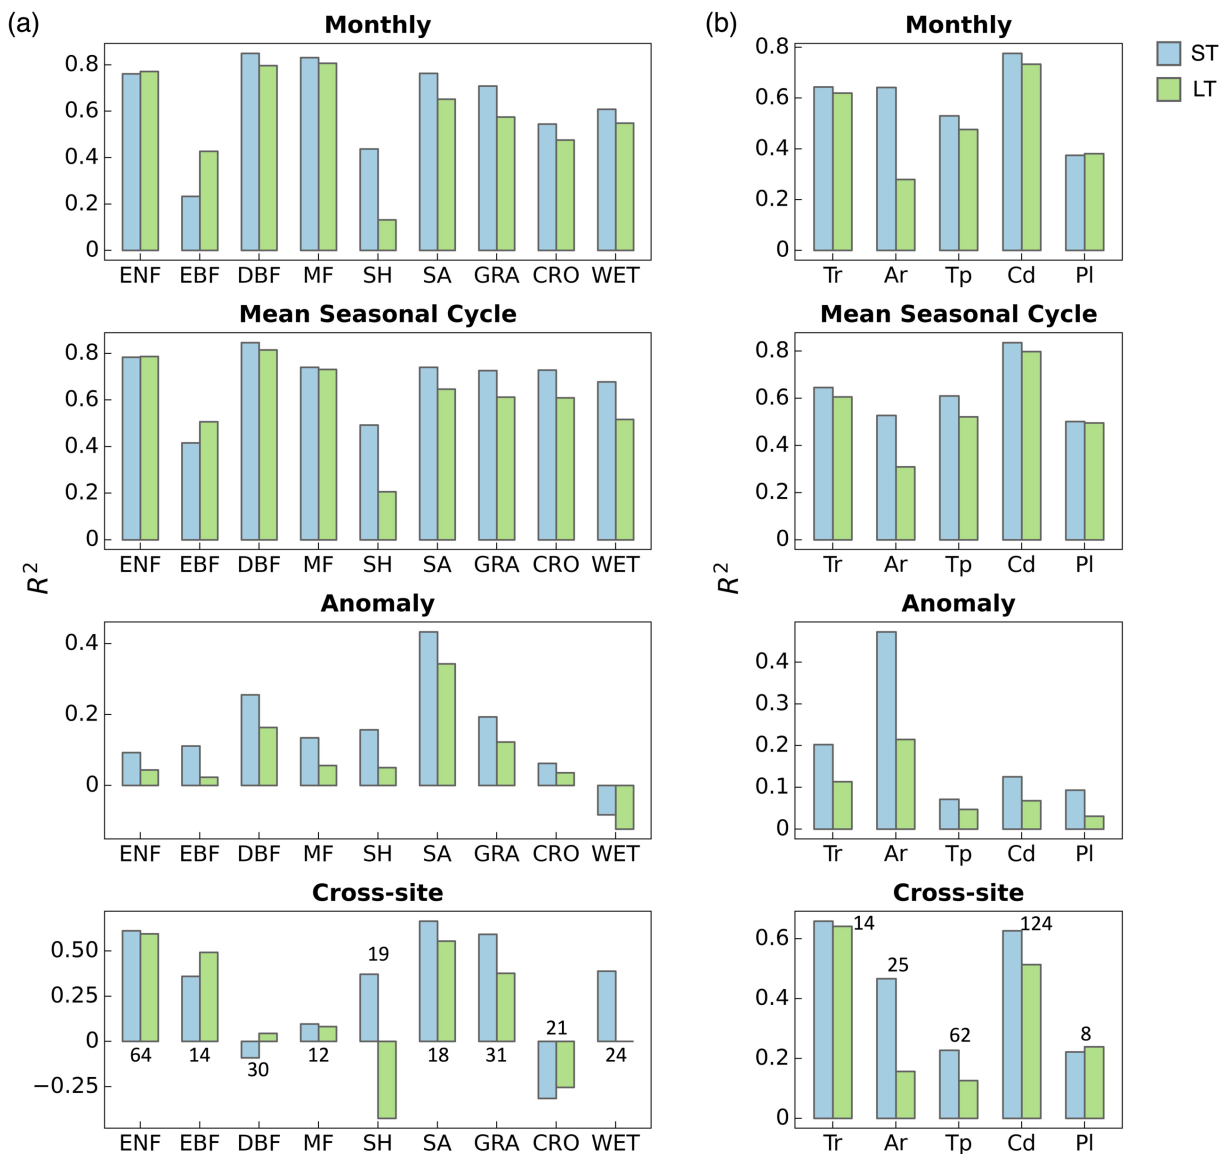 (a)
Monthly
0.8
0.6
0.4
0.2
0
ENF EBF DBF MF SH SA GRA CRO WET
Mean Seasonal Cycle
0.8
0.6
0.4
0.2
0
ENF EBF DBF MF SH SA GRA CRO WET
R²
Anomaly
0.4
0.2
0
ENF EBF DBF MF SH SA GRA CRO WET
Cross-site
0.50
0.25
0
−0.25
64 14 30 12 19 18 31 21 24
ENF EBF DBF MF SH SA GRA CRO WET
(b)
Monthly
0.8
0.6
0.4
0.2
0
Tr Ar Tp Cd Pl
Mean Seasonal Cycle
0.8
0.6
0.4
0.2
0
Tr Ar Tp Cd Pl
R²
Anomaly
0.4
0.3
0.2
0.1
0
Tr Ar Tp Cd Pl
Cross-site
0.6
0.4
0.2
0
14 25 62 124 8
Tr Ar Tp Cd Pl
ST
LT